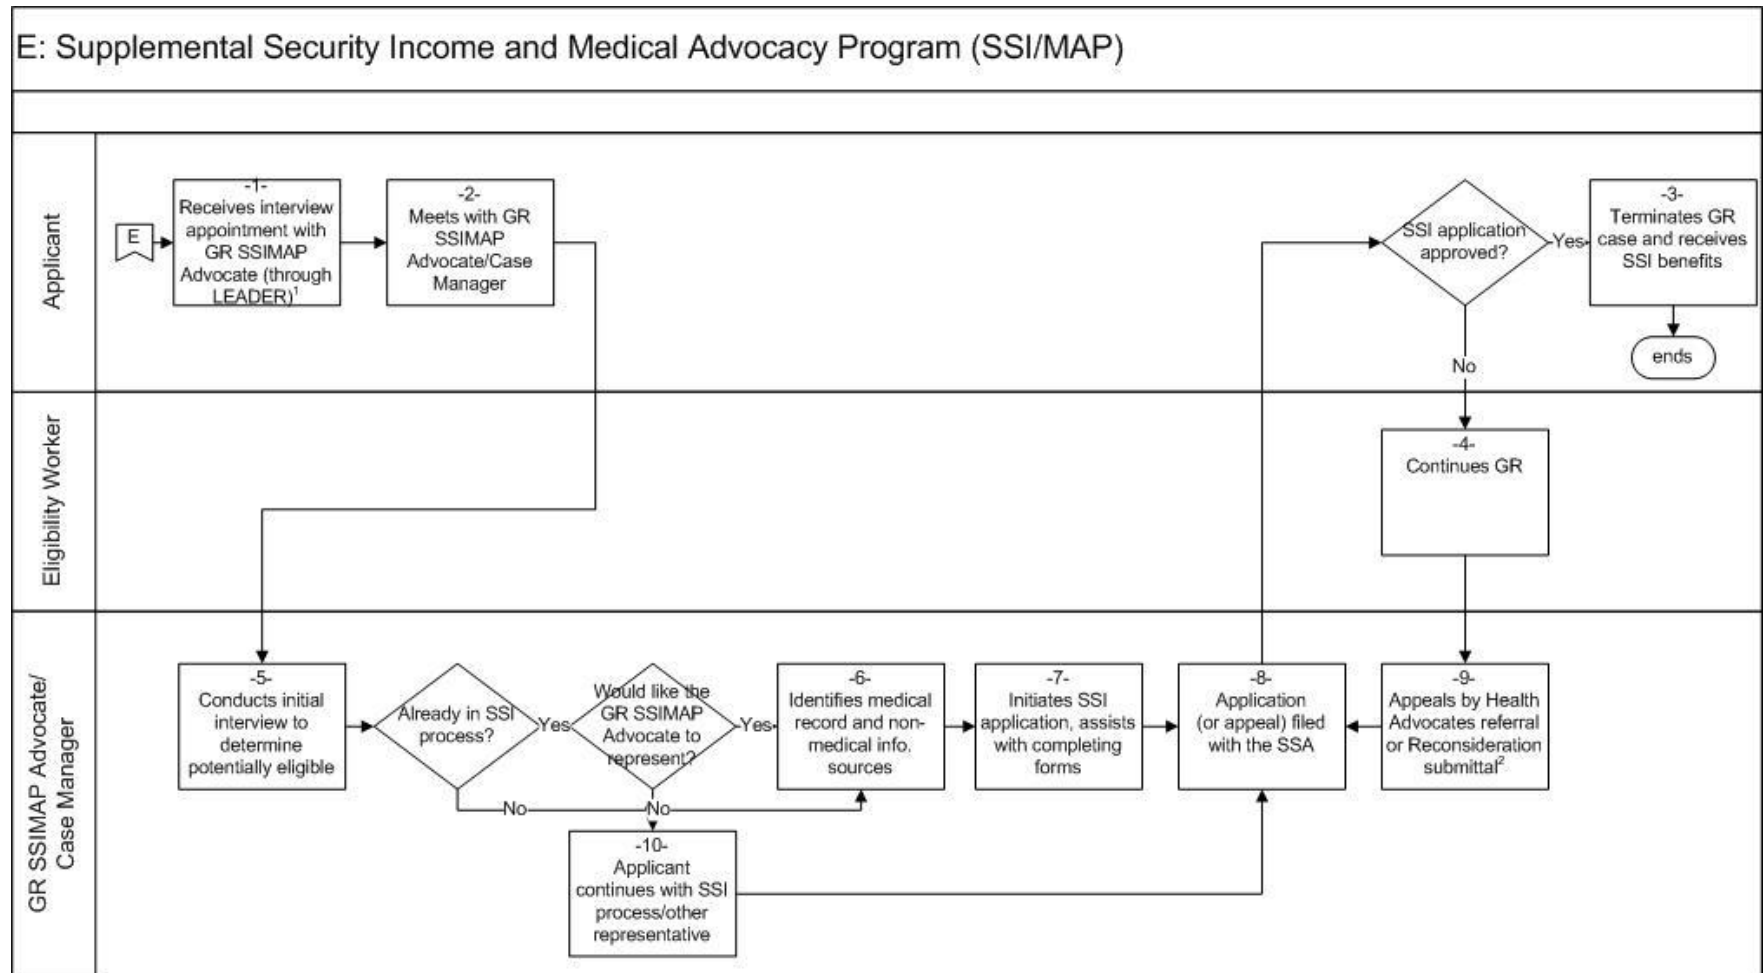 E: Supplemental Security Income and Medical Advocacy Program (SSI/MAP)
Applicant
E
-1-
Receives interview
appointment with
GR SSIMAP
Advocate (through
LEADER)1
-2-
Meets with GR
SSIMAP
Advocate/Case
Manager
SSI application
approved?
Yes
-3-
Terminates GR
case and receives
SSI benefits
ends
No
Eligibility Worker
-4-
Continues GR
GR SSIMAP Advocate/
Case Manager
-5-
Conducts initial
interview to
determine
potentially eligible
Already in SSI
process?
Yes
Would like the
GR SSIMAP
Advocate to
represent?
Yes
-6-
Identifies medical
record and non-
medical info.
sources
-7-
Initiates SSI
application, assists
with completing
forms
-8-
Application
(or appeal) filed
with the SSA
-9-
Appeals by Health
Advocates referral
or Reconsideration
submittal2
No
No
-10-
Applicant
continues with SSI
process/other
representative